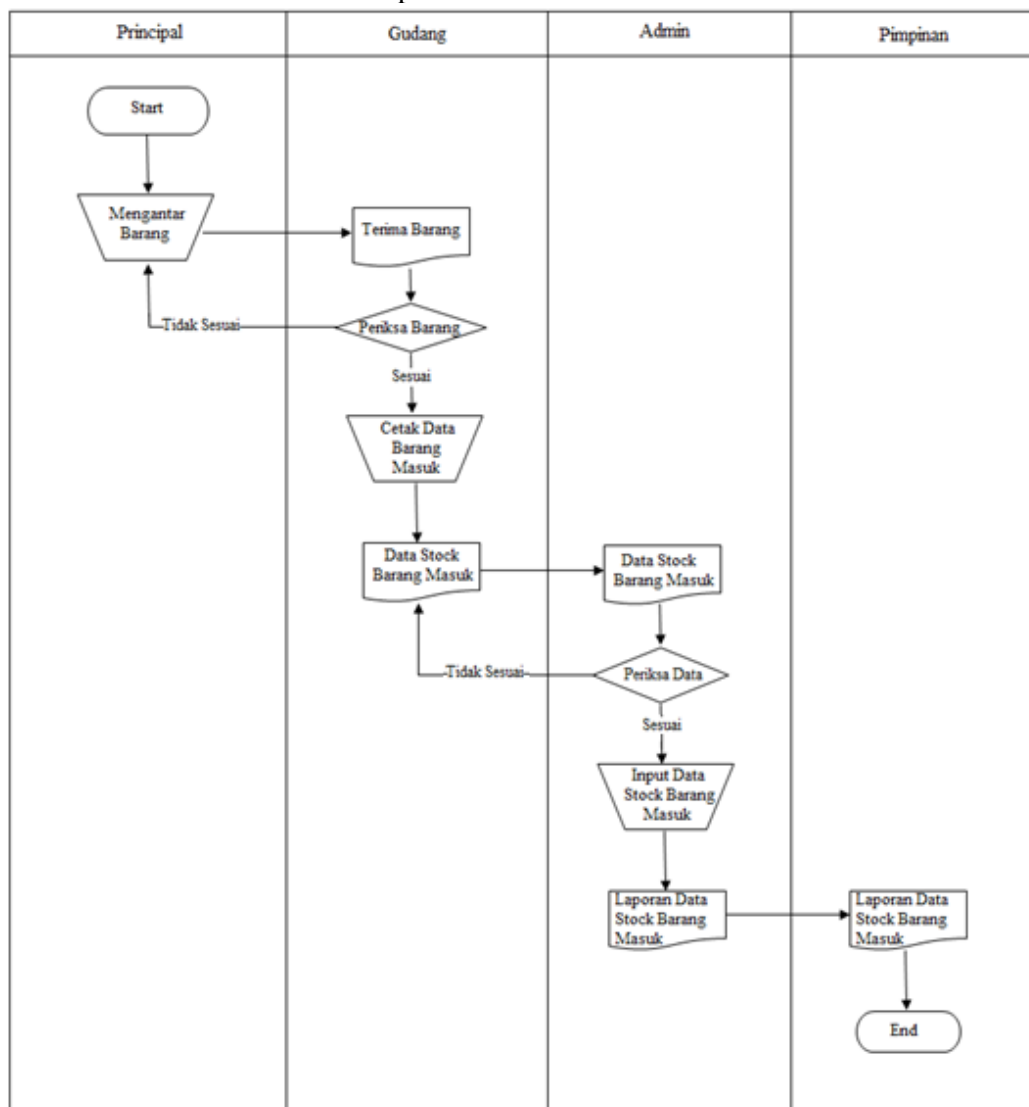 Principal
Gudang
Admin
Pimpinan
Start
Mengantar
Barang
Terima Barang
Tidak Sesuai
Periksa Barang
Sesuai
Cetak Data
Barang
Masuk
Data Stock
Barang Masuk
Data Stock
Barang Masuk
Tidak Sesuai
Periksa Data
Sesuai
Input Data
Stock Barang
Masuk
Laporan Data
Stock Barang
Masuk
Laporan Data
Stock Barang
Masuk
End